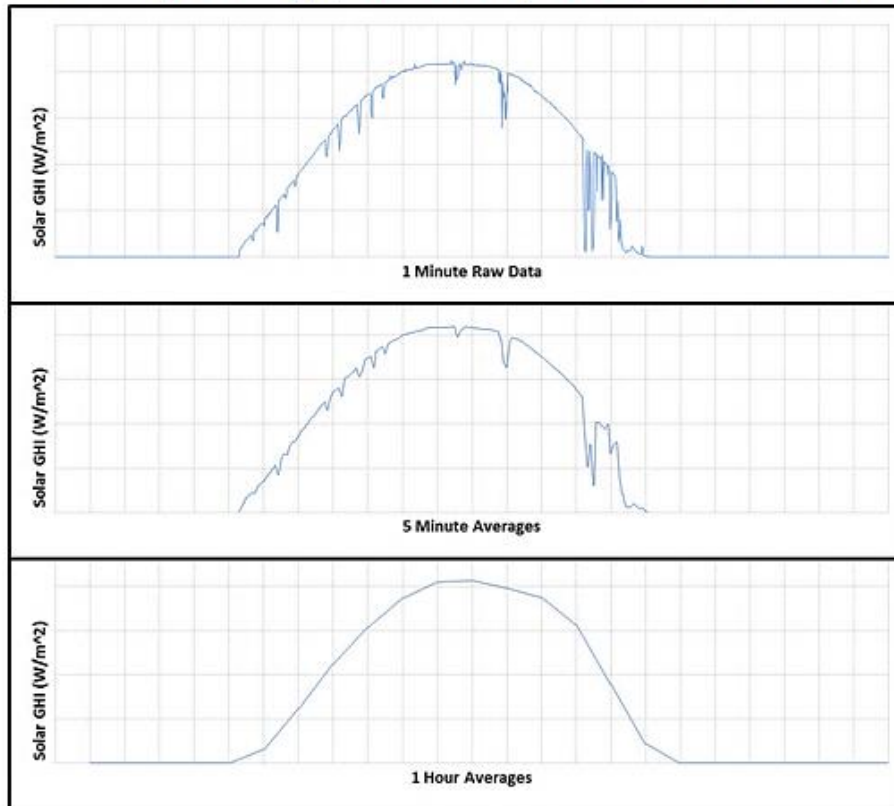 Solar GHI (W/m^2)
1 Minute Raw Data
Solar GHI (W/m^2)
5 Minute Averages
Solar GHI (W/m^2)
1 Hour Averages